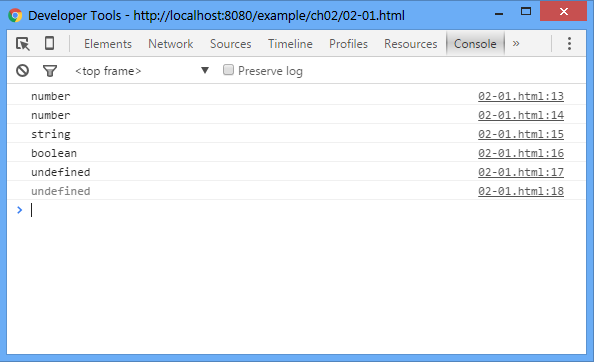 Developer Tools - http://localhost:8080/example/ch02/02-01.html
Elements Network Sources Timeline Profiles Resources Console »
<top frame> ▼ Preserve log
number 02-01.html:13
number 02-01.html:14
string 02-01.html:15
boolean 02-01.html:16
undefined 02-01.html:17
undefined 02-01.html:18
>